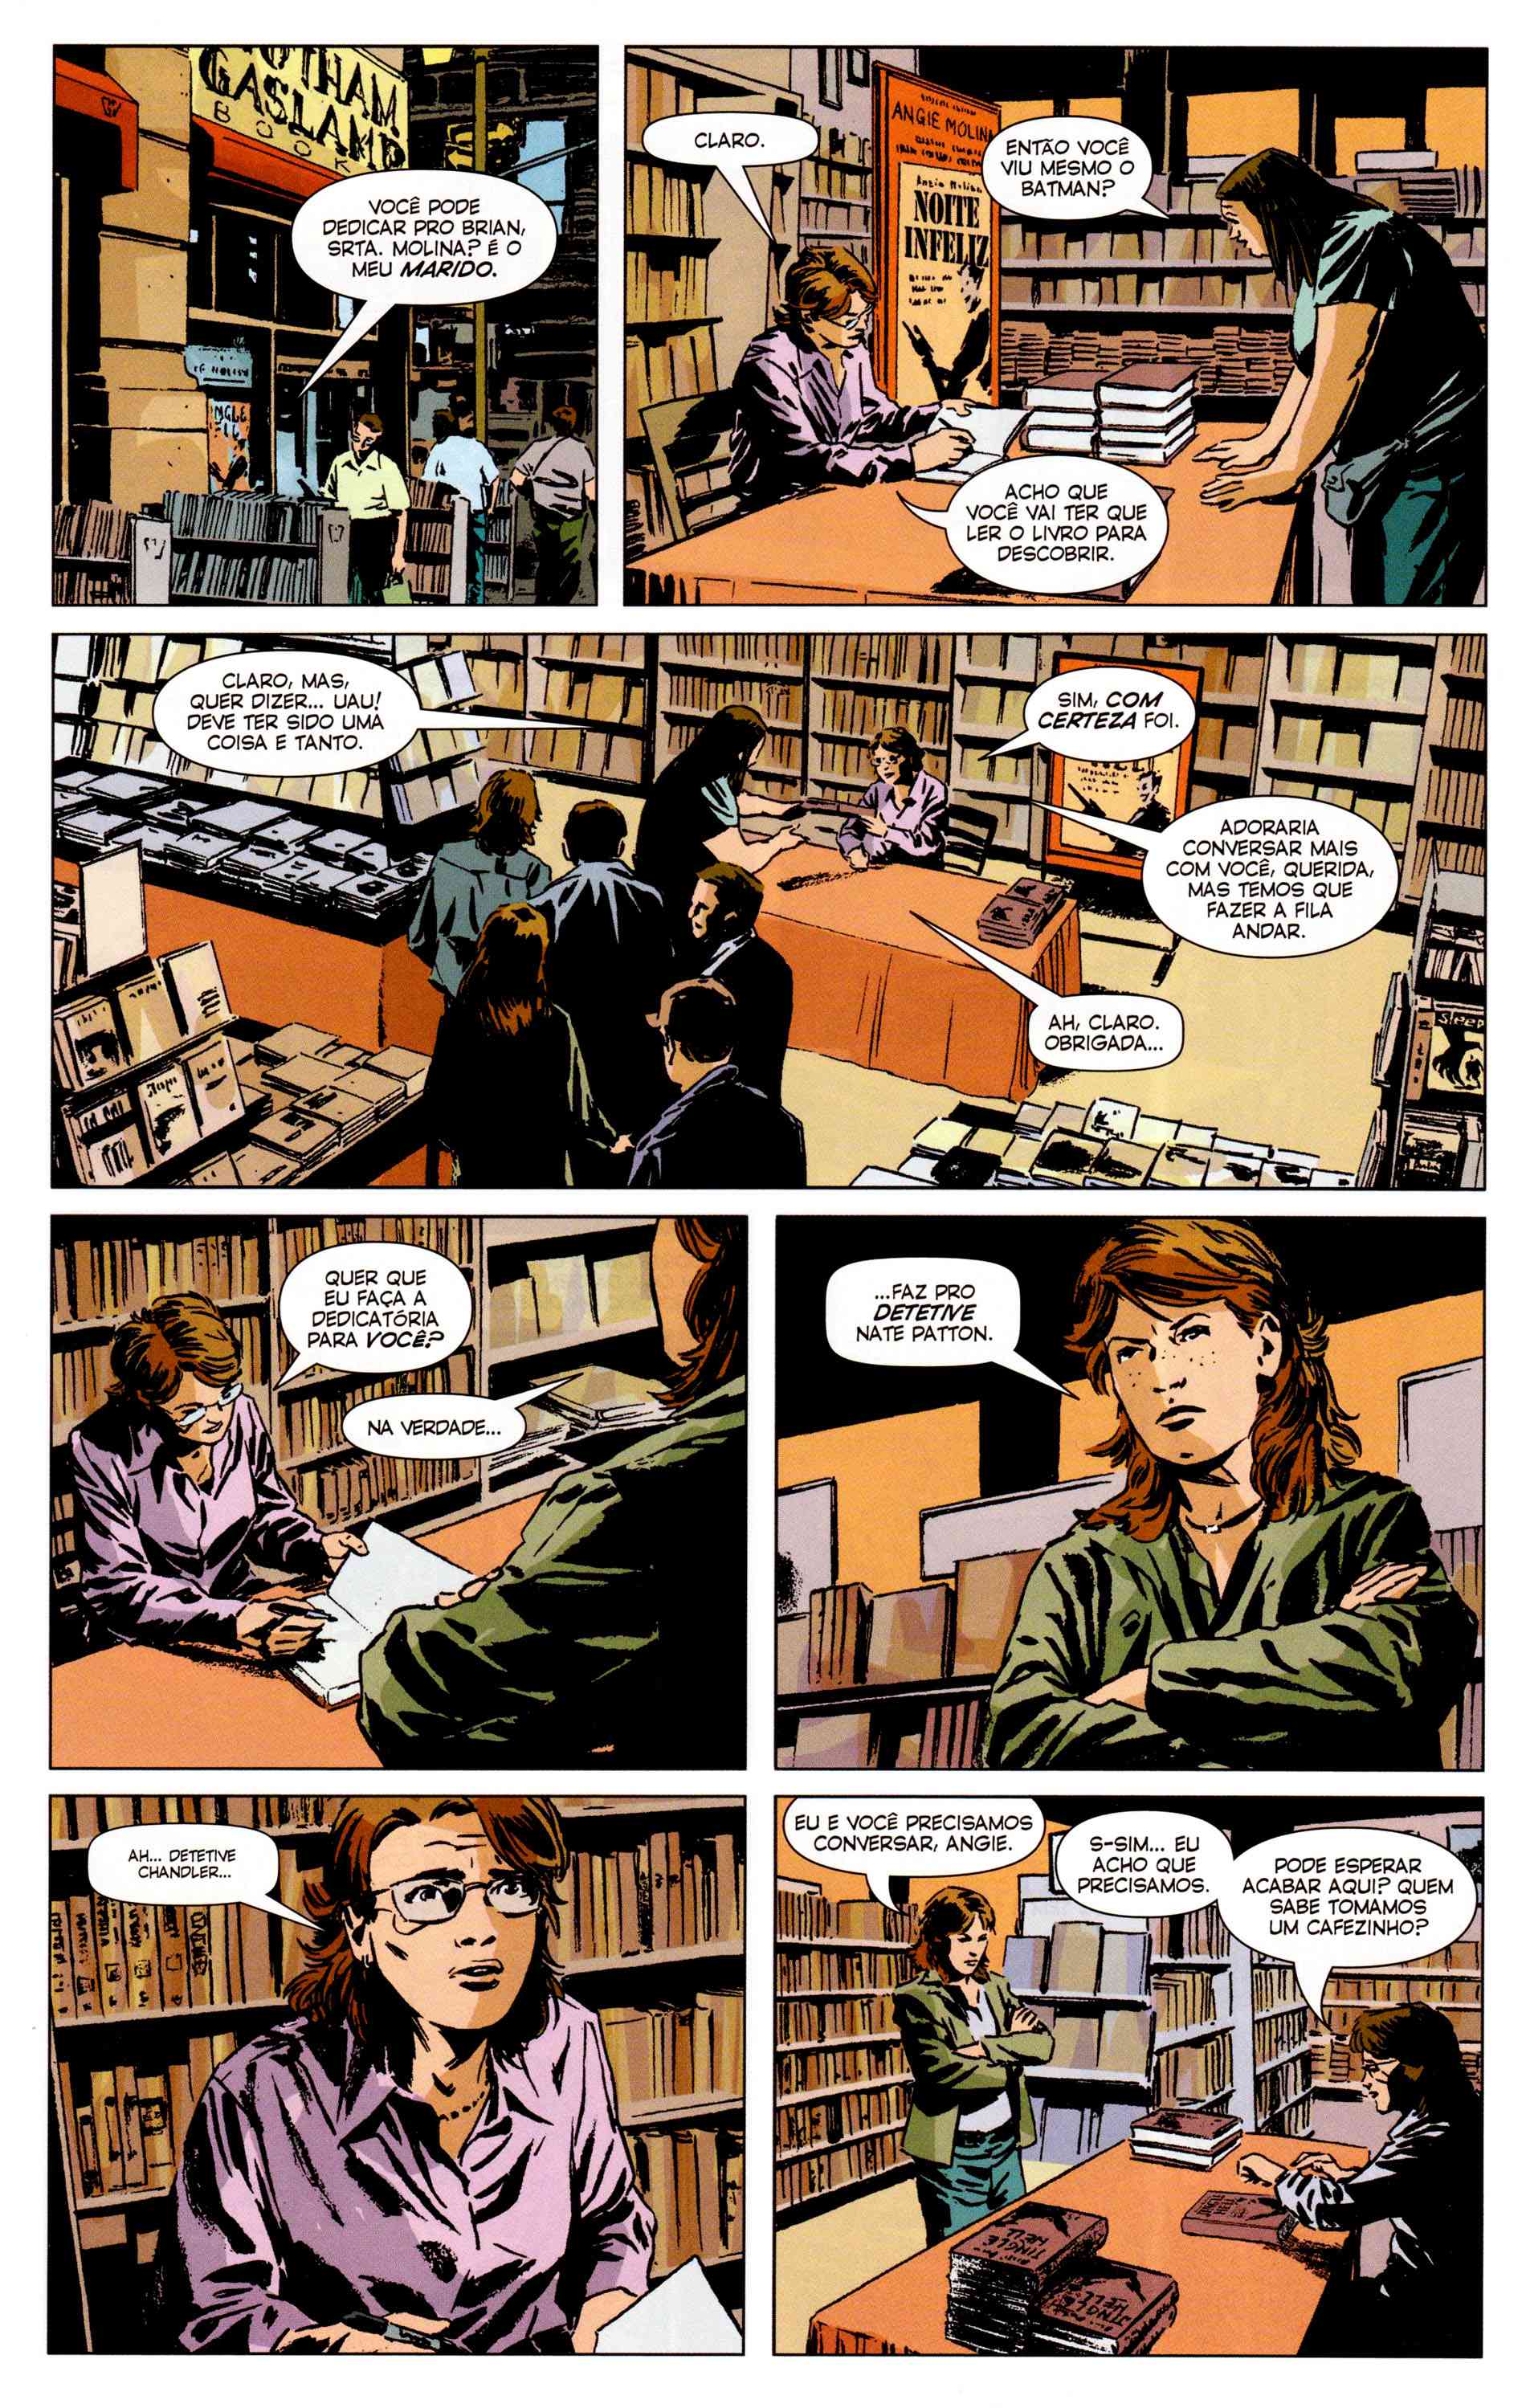 GOTHAM
GASLAMP
BOOK
VOCÊ PODE
DEDICAR PRO BRIAN,
SRTA. MOLINA? É O
MEU MARIDO.
CLARO.
ANGIE MOLINA
Angie Molina
NOITE
INFELIZ
ENTÃO VOCÊ
VIU MESMO O
BATMAN?
ACHO QUE
VOCÊ VAI TER QUE
LER O LIVRO PARA
DESCOBRIR.
CLARO, MAS,
QUER DIZER... UAU!
DEVE TER SIDO UMA
COISA E TANTO.
SIM, COM
CERTEZA FOI.
ADORARIA
CONVERSAR MAIS
COM VOCÊ, QUERIDA,
MAS TEMOS QUE
FAZER A FILA
ANDAR.
AH, CLARO.
OBRIGADA...
Sleep
QUER QUE
EU FAÇA A
DEDICATÓRIA
PARA VOCÊ?
NA VERDADE...
...FAZ PRO
DETETIVE
NATE PATTON.
AH... DETETIVE
CHANDLER...
EU E VOCÊ PRECISAMOS
CONVERSAR, ANGIE.
S-SIM... EU
ACHO QUE
PRECISAMOS.
PODE ESPERAR
ACABAR AQUI? QUEM
SABE TOMAMOS
UM CAFEZINHO?